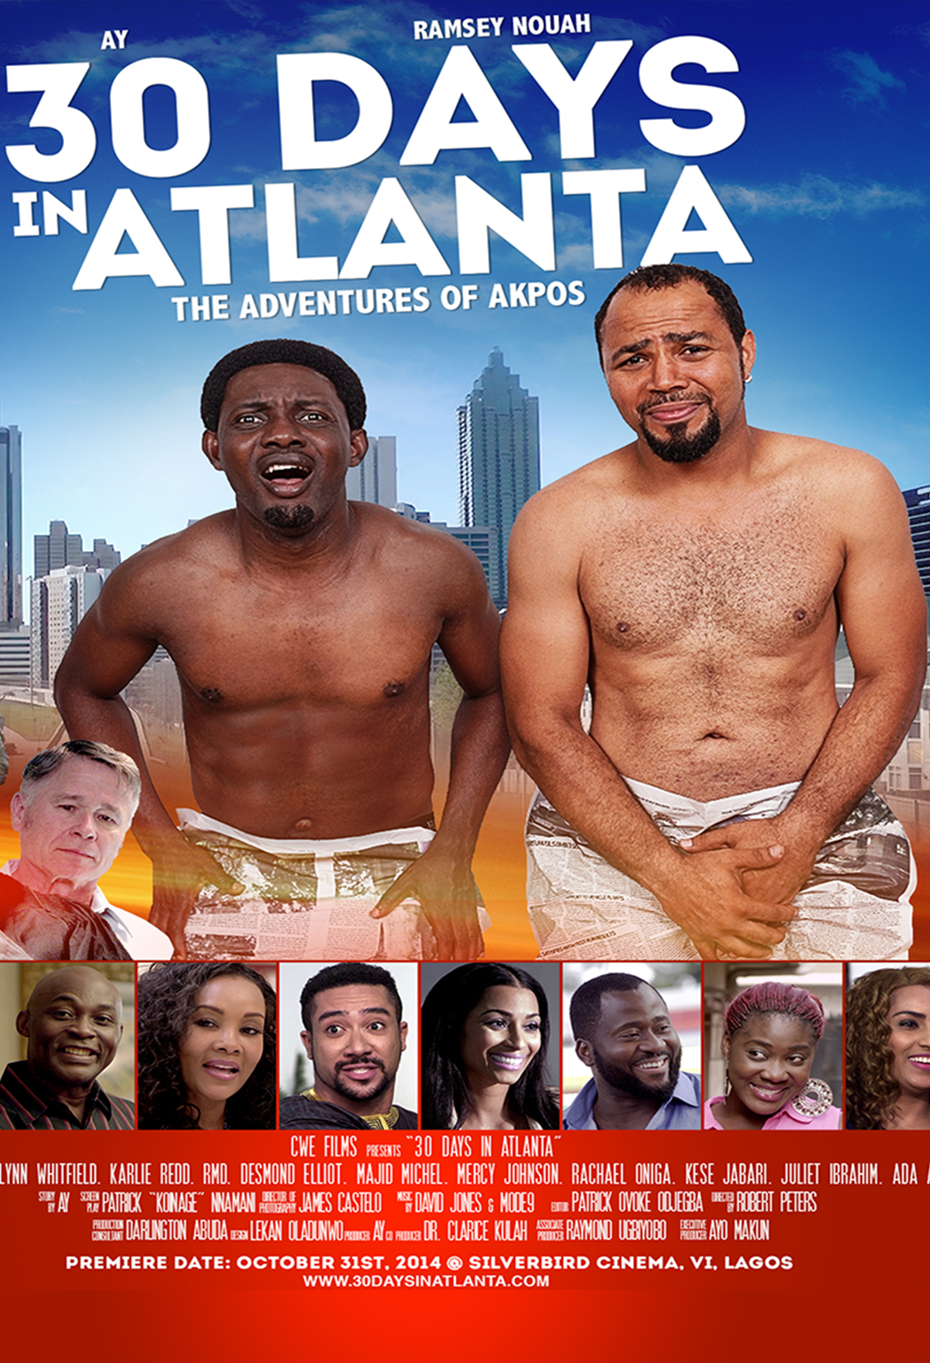 AY
RAMSEY NOUAH
30 DAYS
IN ATLANTA
THE ADVENTURES OF AKPOS
CWE FILMS PRESENTS "30 DAYS IN ATLANTA"
LYNN WHITFIELD. KARLIE REDD. RMD. DESMOND ELLIOT. MAJID MICHEL. MERCY JOHNSON. RACHAEL ONIGA. KESE JABARI. JULIET IBRAHIM. ADA
STORY BY AY SCREEN PLAY PATRICK "KOINAGE" NNAMANI DIRECTOR OF PHOTOGRAPHY JAMES CASTELO MUSIC BY DAVID JONES & MODE9 EDITOR PATRICK OVOKE ODJEGBA DIRECTED BY ROBERT PETERS
PRODUCTION CONSULTANT DARLINGTON ABUDA DESIGN LEKAN OLADUNWO PRODUCER AY CO PRODUCER DR. CLARICE KULAH ASSOCIATE PRODUCER RAYMOND UGBIYOBO EXECUTIVE PRODUCER AYO MAKUN
PREMIERE DATE: OCTOBER 31ST, 2014 @ SILVERBIRD CINEMA, VI, LAGOS
WWW.30DAYSINATLANTA.COM